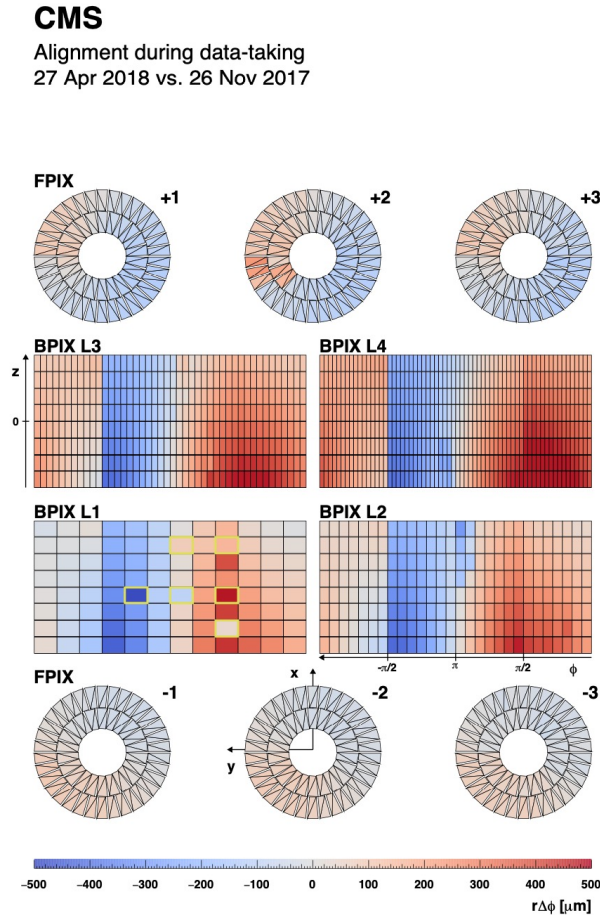 CMS
Alignment during data-taking
27 Apr 2018 vs. 26 Nov 2017
FPIX
+1
+2
+3
BPIX L3
BPIX L4
z
0
BPIX L1
BPIX L2
-π/2
π
π/2
ϕ
FPIX
-1
x
y
-2
-3
−500 −400 −300 −200 −100 0 100 200 300 400 500
rΔϕ [μm]